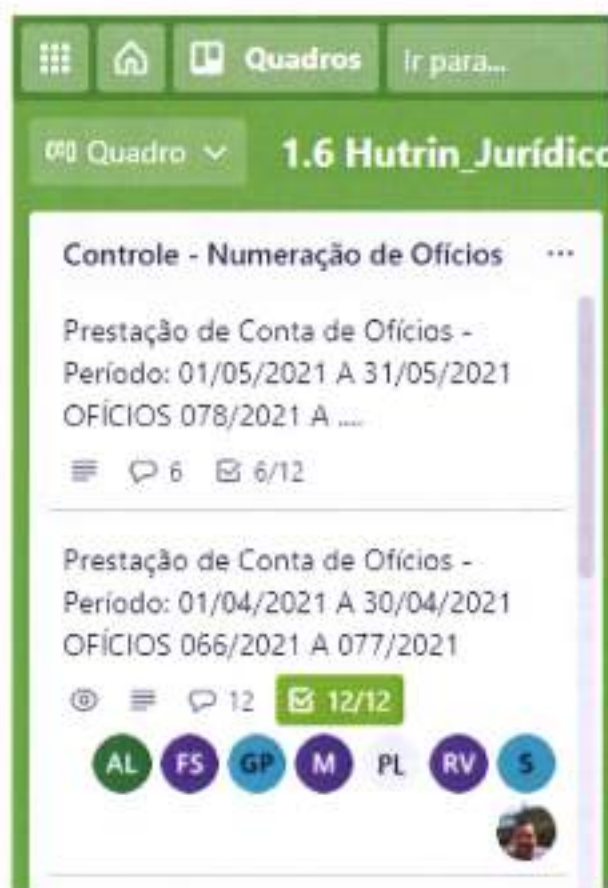 Quadros Ir para...
Quadro 1.6 Hutrin_Jurídico
Controle - Numeração de Ofícios ...
Prestação de Conta de Ofícios -
Período: 01/05/2021 A 31/05/2021
OFÍCIOS 078/2021 A ....
6 6/12
Prestação de Conta de Ofícios -
Período: 01/04/2021 A 30/04/2021
OFÍCIOS 066/2021 A 077/2021
12 12/12
AL FS GP M PL RV S